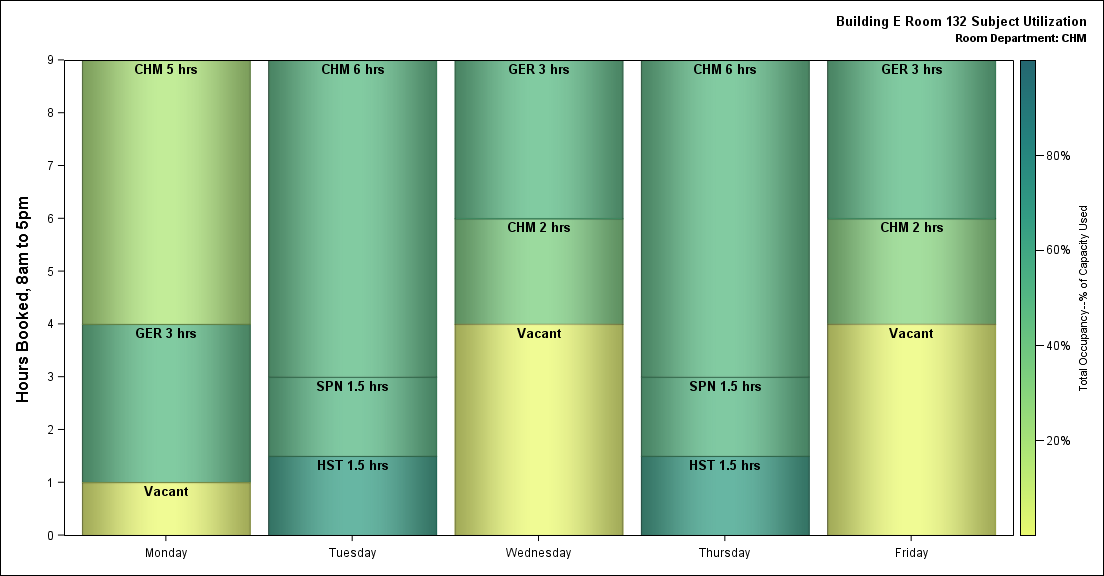 Building E Room 132 Subject Utilization
Room Department: CHM
Hours Booked, 8am to 5pm
9
8
7
6
5
4
3
2
1
0
CHM 5 hrs
GER 3 hrs
Vacant
CHM 6 hrs
SPN 1.5 hrs
HST 1.5 hrs
GER 3 hrs
CHM 2 hrs
Vacant
CHM 6 hrs
SPN 1.5 hrs
HST 1.5 hrs
GER 3 hrs
CHM 2 hrs
Vacant
Monday
Tuesday
Wednesday
Thursday
Friday
80%
60%
40%
20%
Total Occupancy--% of Capacity Used